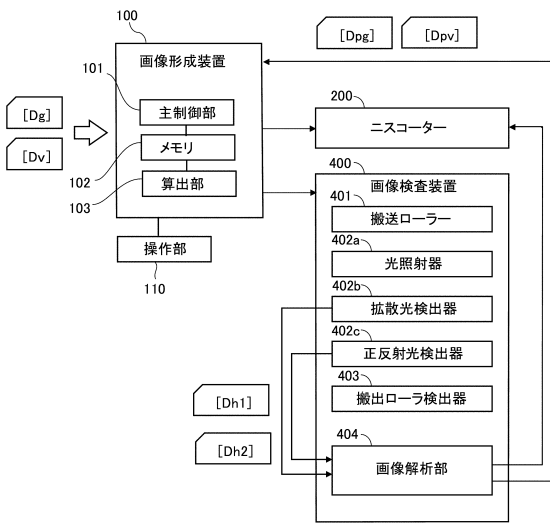 100
[Dpg]
[Dpv]
画像形成装置
101
主制御部
200
ニスコーター
[Dg]
[Dv]
メモリ
102
算出部
103
400
画像検査装置
401
搬送ローラー
402a
光照射器
操作部
110
402b
拡散光検出器
402c
正反射光検出器
403
搬出ローラ検出器
[Dh1]
[Dh2]
404
画像解析部